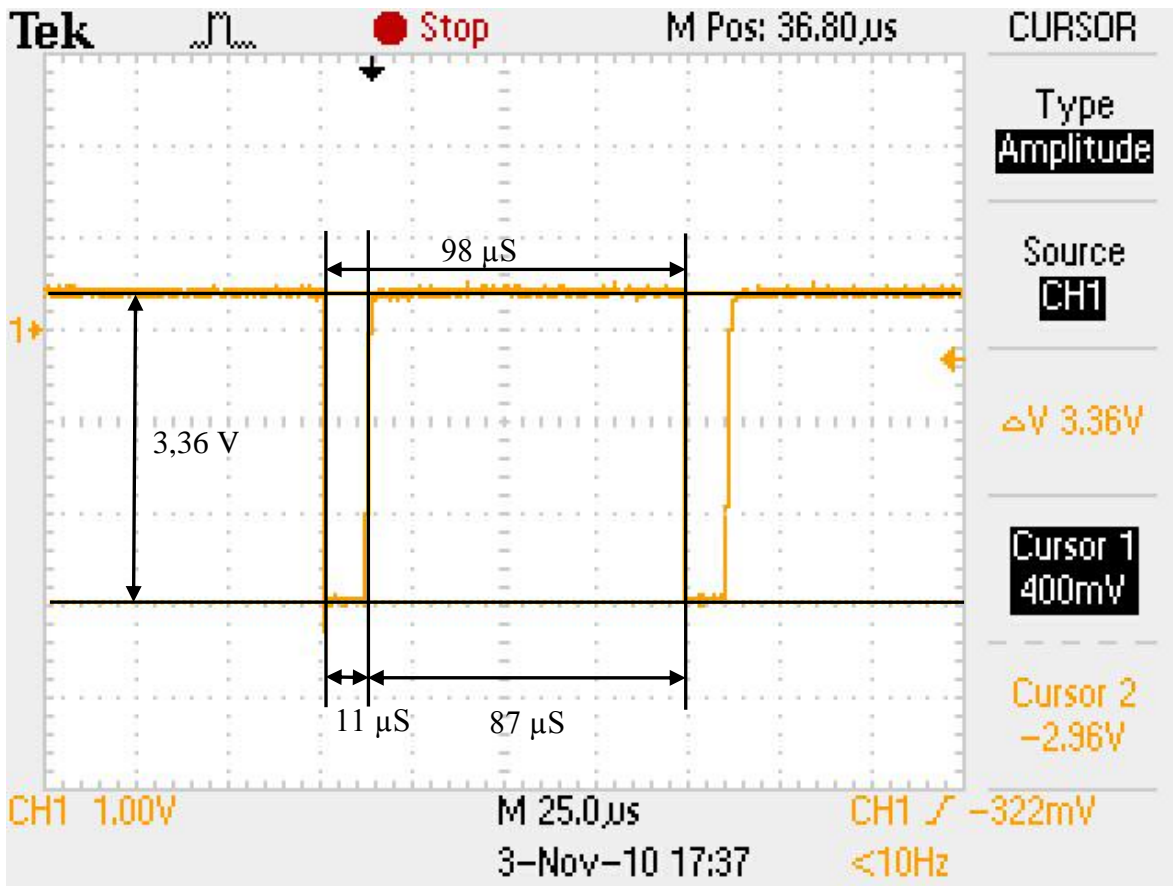 Tek Stop M Pos: 36.80µs CURSOR
Type
Amplitude
98 µS
Source
CH1
1
3,36 V
△V 3.36V
Cursor 1
400mV
11 µS 87 µS
Cursor 2
-2.96V
CH1 1.00V M 25.0µs CH1 -322mV
3-Nov-10 17:37 <10Hz